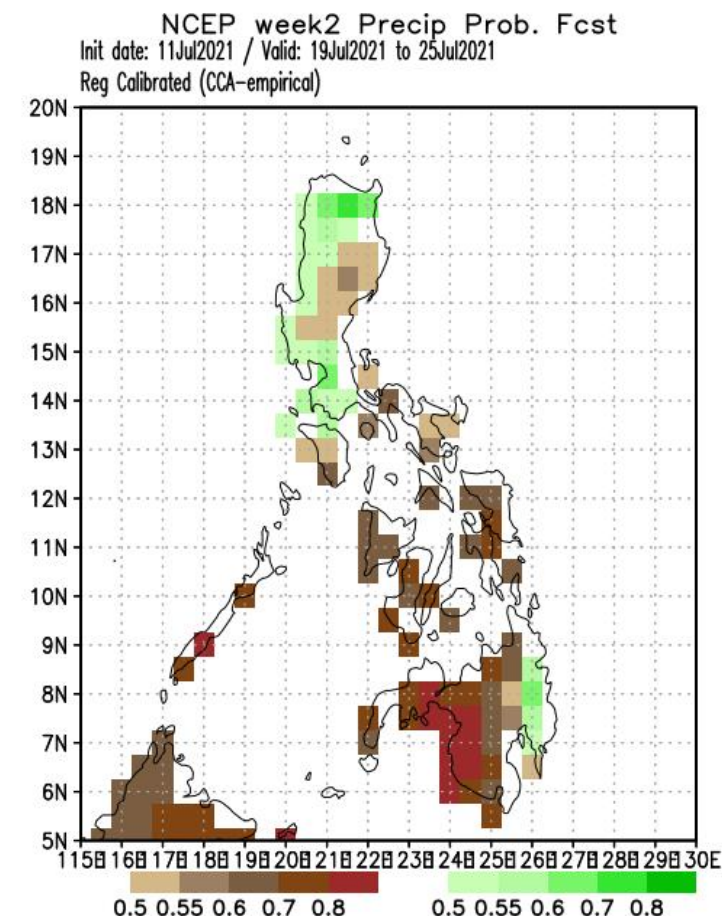 NCEP week2 Precip Prob. Fcst
Init date: 11Jul2021 / Valid: 19Jul2021 to 25Jul2021
Reg Calibrated (CCA-empirical)
20N
19N
18N
17N
16N
15N
14N
13N
12N
11N
10N
9N
8N
7N
6N
5N
115E 116E 117E 118E 119E 120E 121E 122E 123E 124E 125E 126E 127E 128E 129E 130E
0.5 0.55 0.6 0.7 0.8 0.5 0.55 0.6 0.7 0.8